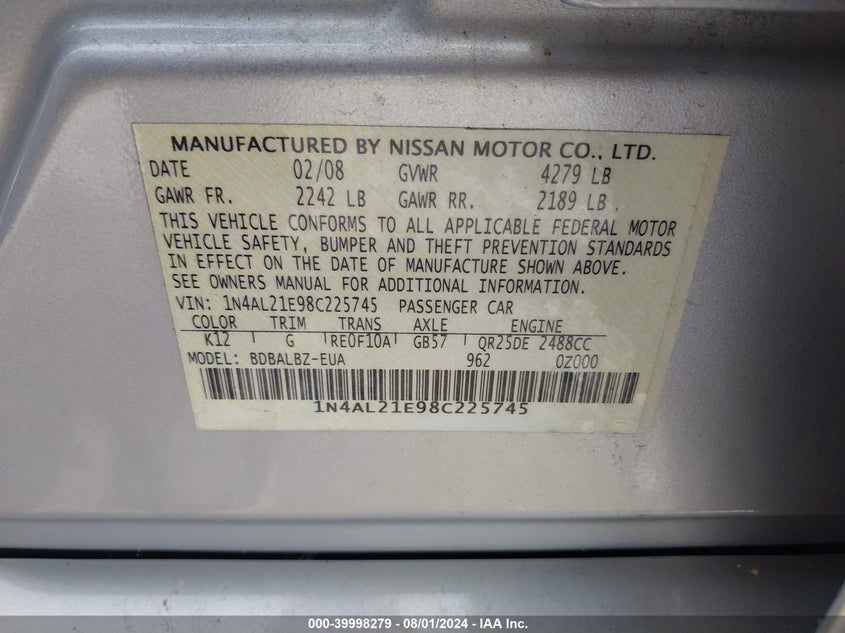 MANUFACTURED BY NISSAN MOTOR CO., LTD.
DATE 02/08 GVWR 4279 LB
GAWR FR. 2242 LB GAWR RR. 2189 LB.
THIS VEHICLE CONFORMS TO ALL APPLICABLE FEDERAL MOTOR
VEHICLE SAFETY, BUMPER AND THEFT PREVENTION STANDARDS
IN EFFECT ON THE DATE OF MANUFACTURE SHOWN ABOVE.
SEE OWNERS MANUAL FOR ADDITIONAL INFORMATION.
VIN: 1N4AL21E98C225745 PASSENGER CAR
COLOR TRIM TRANS AXLE ENGINE
K12 G RE0F10A GB57 QR25DE 2488CC
MODEL: BDBALBZ-EUA 962 0Z000
1N4AL21E98C225745
000-39998279 - 08/01/2024 - IAA Inc.